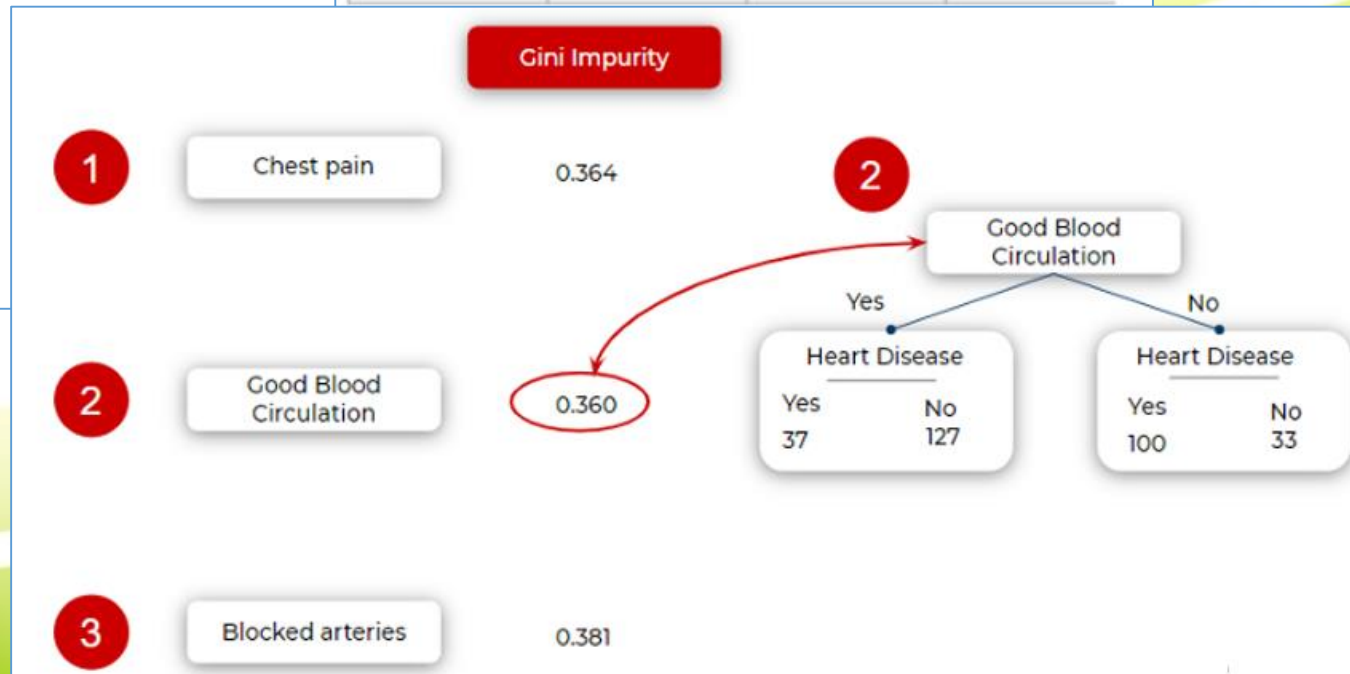 Gini Impurity
1
Chest pain
0.364
2
Good Blood
Circulation
Yes
No
2
Good Blood
Circulation
0.360
Heart Disease
Yes
No
37
127
Heart Disease
Yes
No
100
33
3
Blocked arteries
0.381